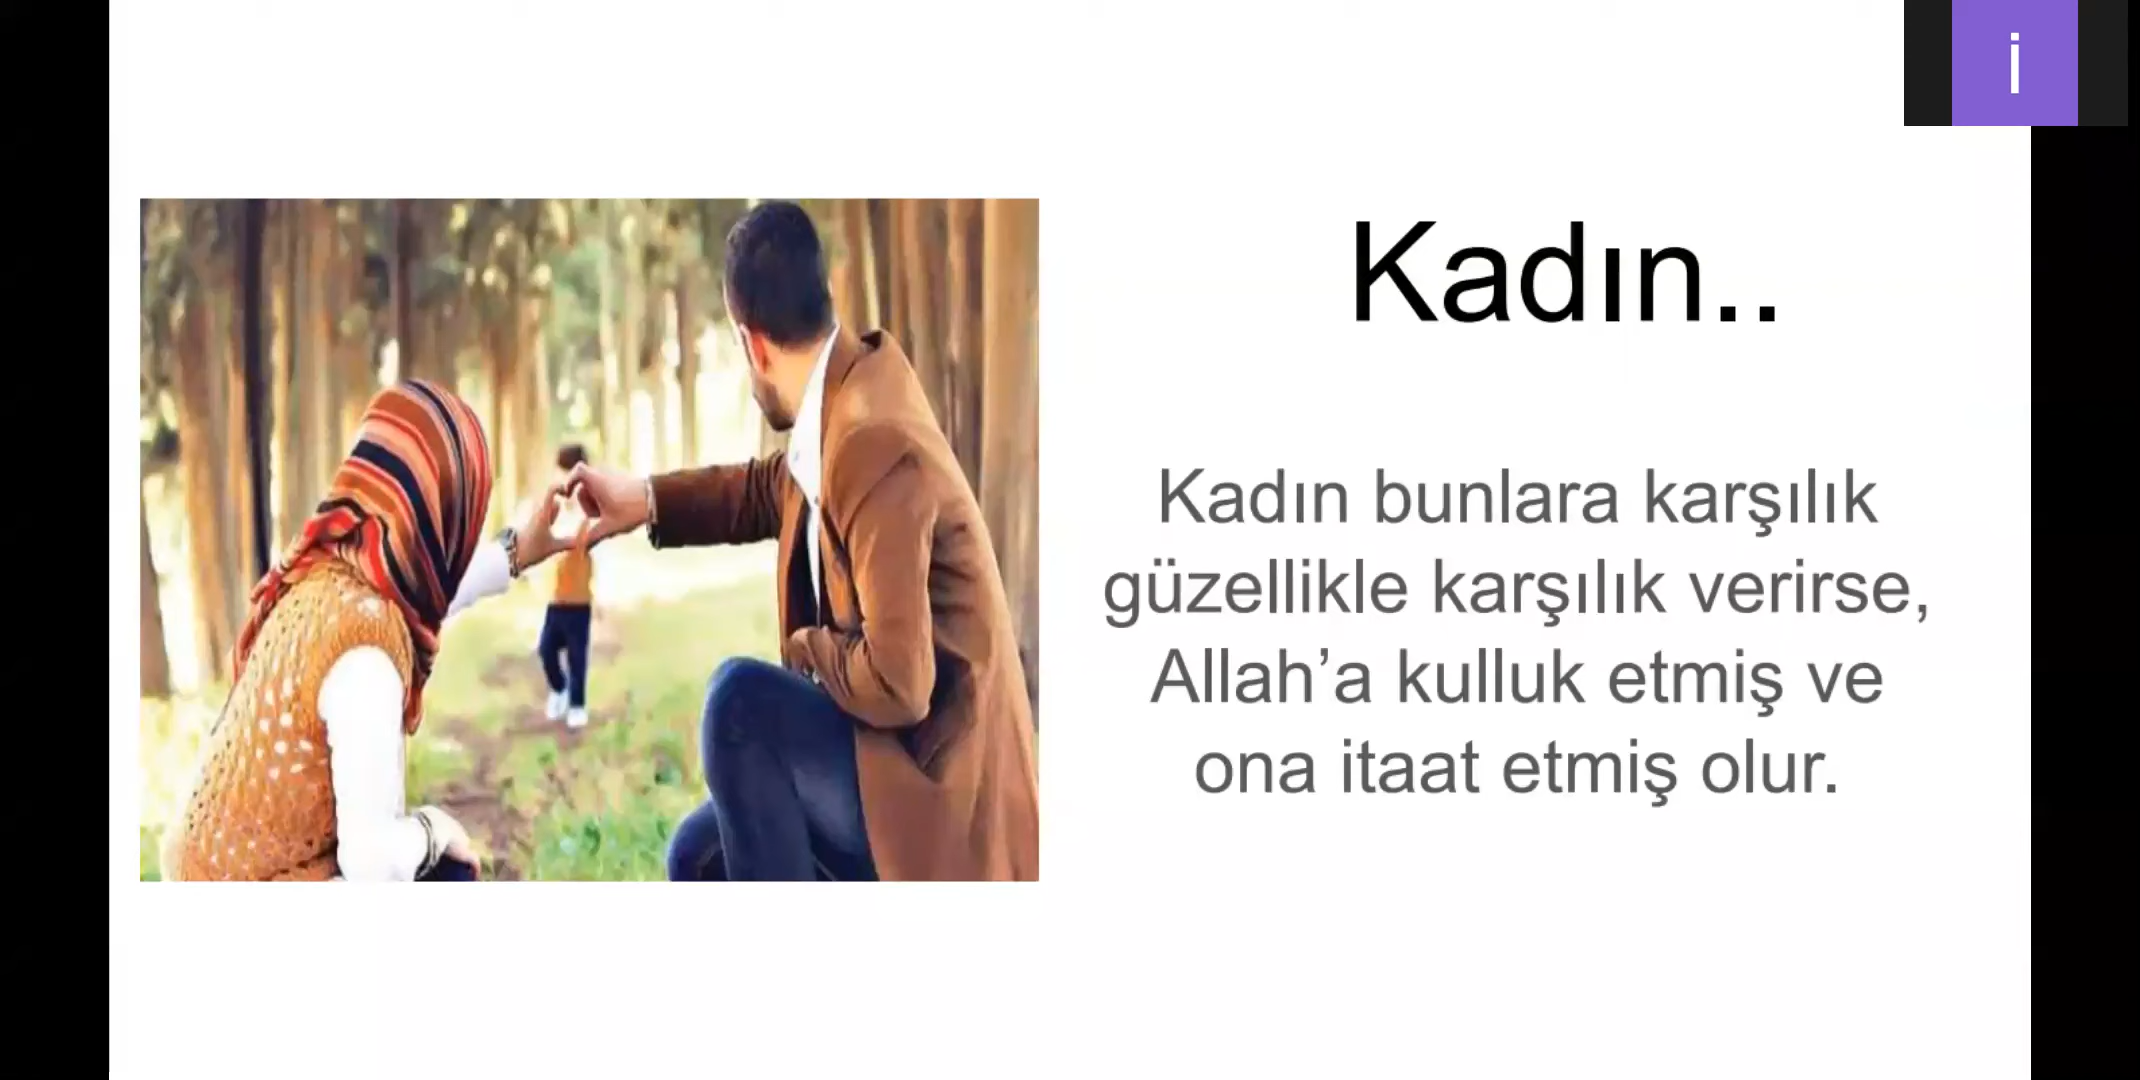 i
Kadın..
Kadın bunlara karşılık
güzellikle karşılık verirse,
Allah’a kulluk etmiş ve
ona itaat etmiş olur.